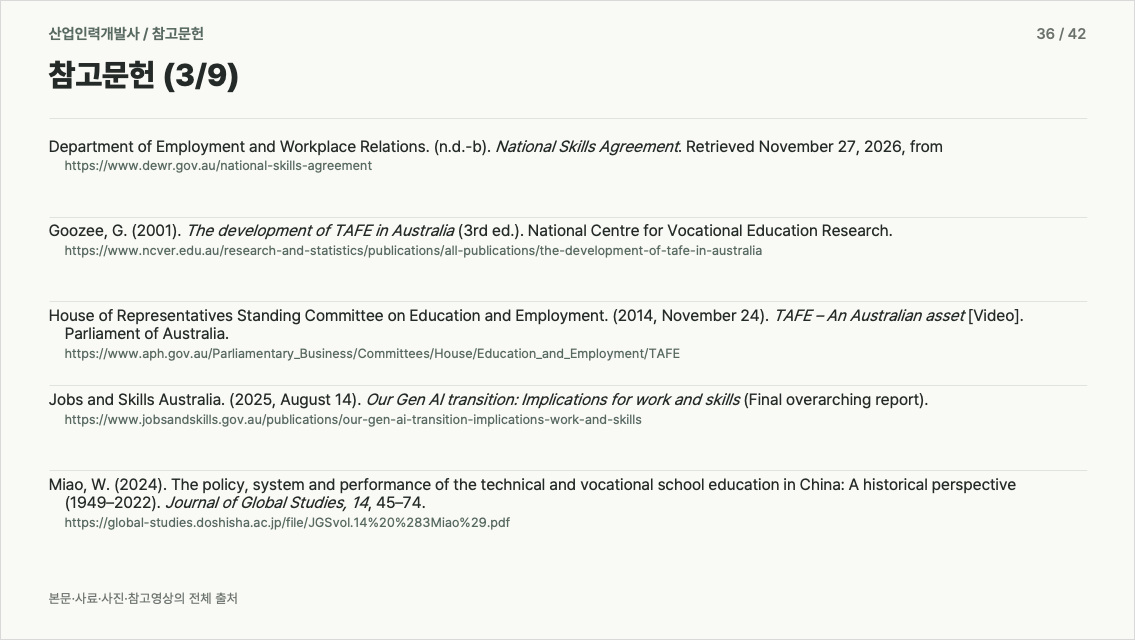 산업인력개발사 / 참고문헌
36 / 42
참고문헌 (3/9)
Department of Employment and Workplace Relations. (n.d.-b). National Skills Agreement. Retrieved November 27, 2026, from
https://www.dewr.gov.au/national-skills-agreement
Goozee, G. (2001). The development of TAFE in Australia (3rd ed.). National Centre for Vocational Education Research.
https://www.ncver.edu.au/research-and-statistics/publications/all-publications/the-development-of-tafe-in-australia
House of Representatives Standing Committee on Education and Employment. (2014, November 24). TAFE – An Australian asset [Video].
Parliament of Australia.
https://www.aph.gov.au/Parliamentary_Business/Committees/House/Education_and_Employment/TAFE
Jobs and Skills Australia. (2025, August 14). Our Gen AI transition: Implications for work and skills (Final overarching report).
https://www.jobsandskills.gov.au/publications/our-gen-ai-transition-implications-work-and-skills
Miao, W. (2024). The policy, system and performance of the technical and vocational school education in China: A historical perspective
(1949–2022). Journal of Global Studies, 14, 45–74.
https://global-studies.doshisha.ac.jp/file/JGSvol.14%20%283Miao%29.pdf
본문·사료·사진·참고영상의 전체 출처